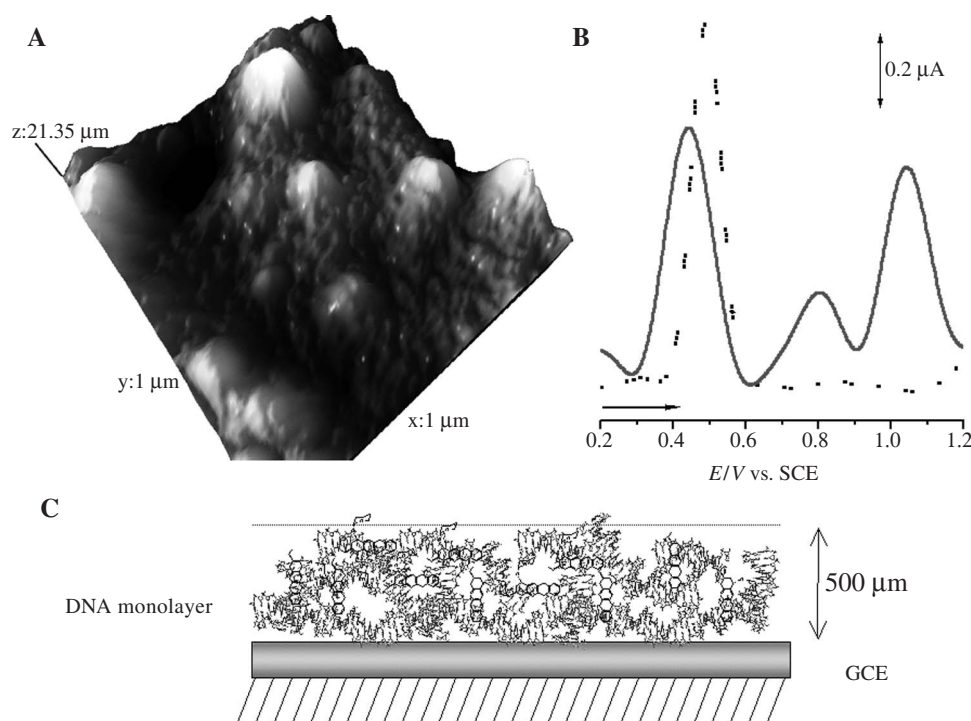 A
z:21.35 µm
y:1 µm
x:1 µm
B
0.2 µA
0.2 0.4 0.6 0.8 1.0 1.2
E/V vs. SCE
C
DNA monolayer
500 µm
GCE